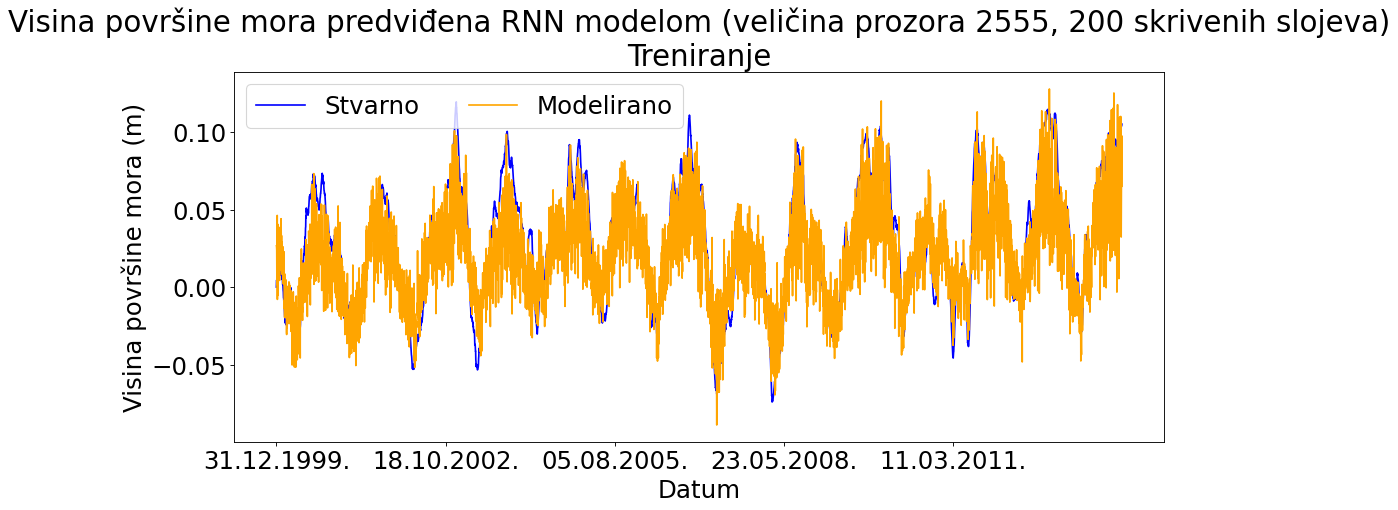 Visina površine mora predviđena RNN modelom (veličina prozora 2555, 200 skrivenih slojeva)
Treniranje
Stvarno Modelirano
Visina površine mora (m)
0.10
0.05
0.00
−0.05
31.12.1999. 18.10.2002. 05.08.2005. 23.05.2008. 11.03.2011.
Datum